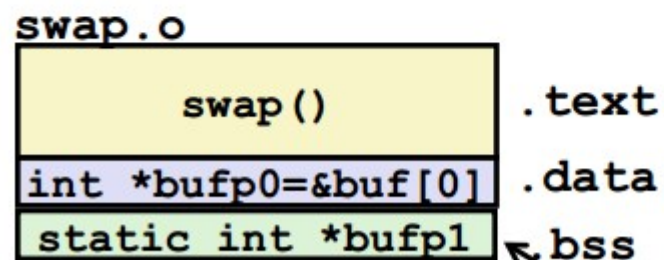 swap.o
swap() .text
int *bufp0=&buf[0] .data
static int *bufp1 bss